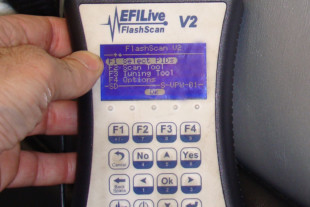 EFILive
FlashScan V2
FlashScan V2
F1 Select PIDs
F2 Scan Tool
F3 Tuning Tool
F4 Options
F1 F2 F3 F4
No Yes
Ok